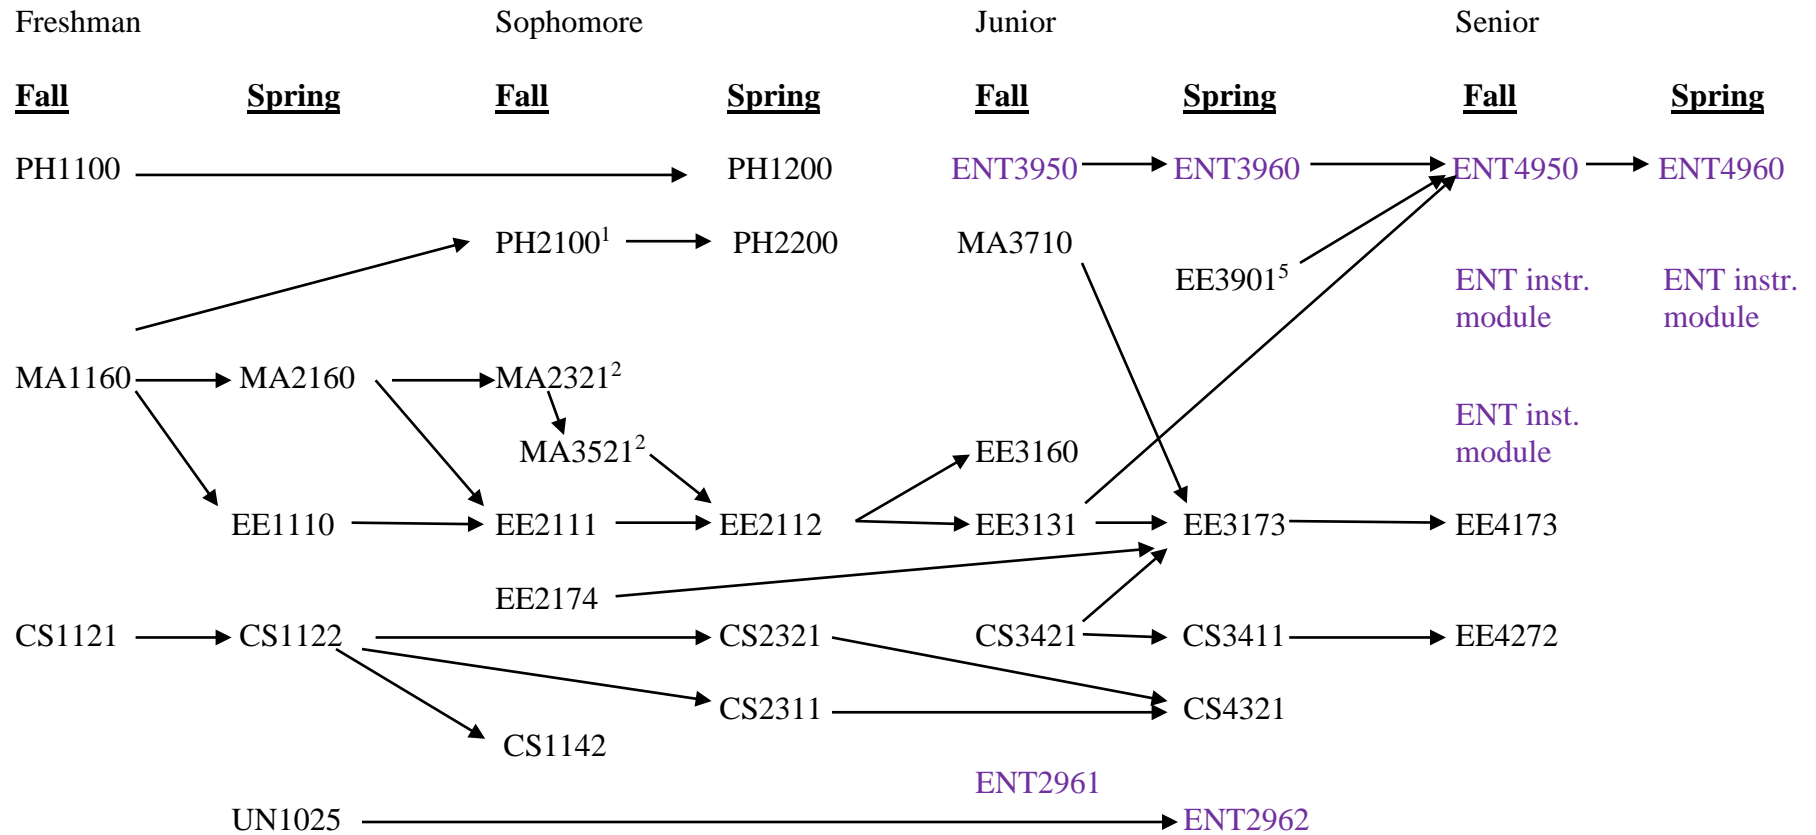 Freshman Sophomore Junior Senior
Fall Spring Fall Spring Fall Spring Fall Spring
PH1100 PH1200 ENT3950 ENT3960 ENT4950 ENT4960
PH2100¹ PH2200 MA3710
EE3901⁵ ENT instr. ENT instr.
module module
MA1160 MA2160 MA2321²
ENT inst.
MA3521² EE3160 module
EE1110 EE2111 EE2112 EE3131 EE3173 EE4173
EE2174
CS1121 CS1122 CS2321 CS3421 CS3411 EE4272
CS2311 CS4321
CS1142
ENT2961
UN1025 ENT2962